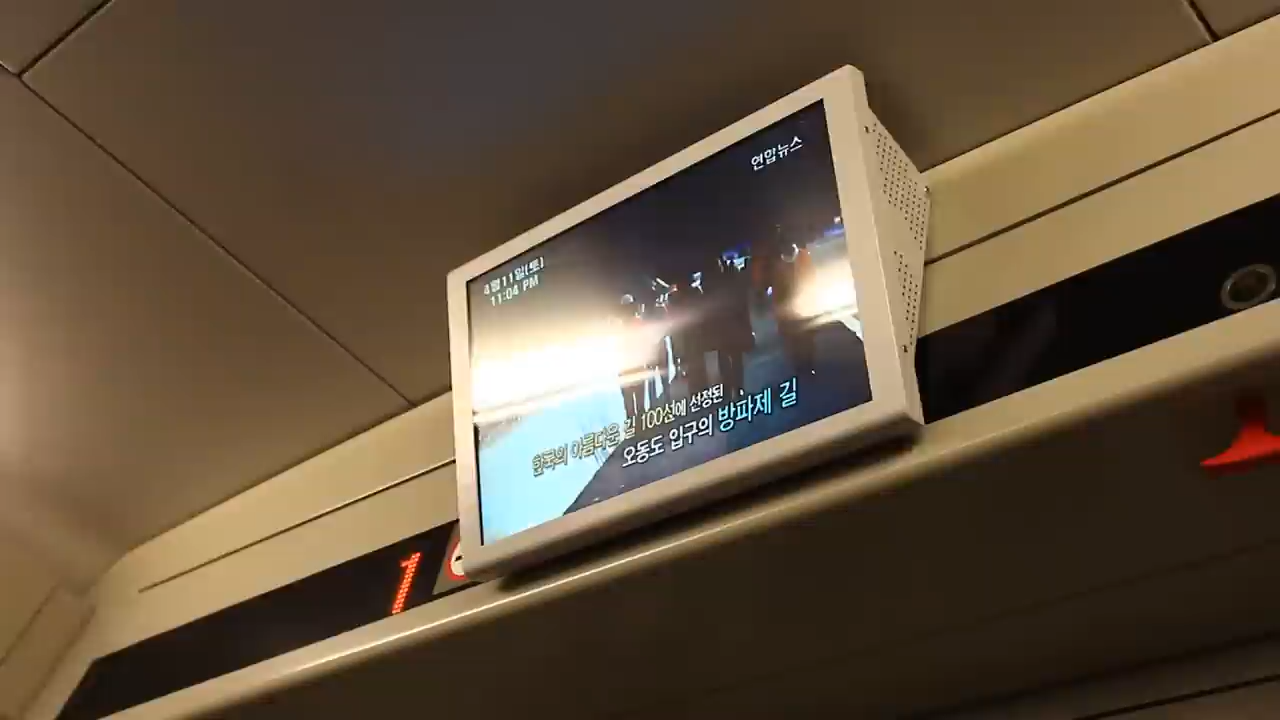 연합뉴스
4월11일(토)
11:04 PM
한국의 아름다운 길 100선에 선정된
오동도 입구의 방파제 길
1